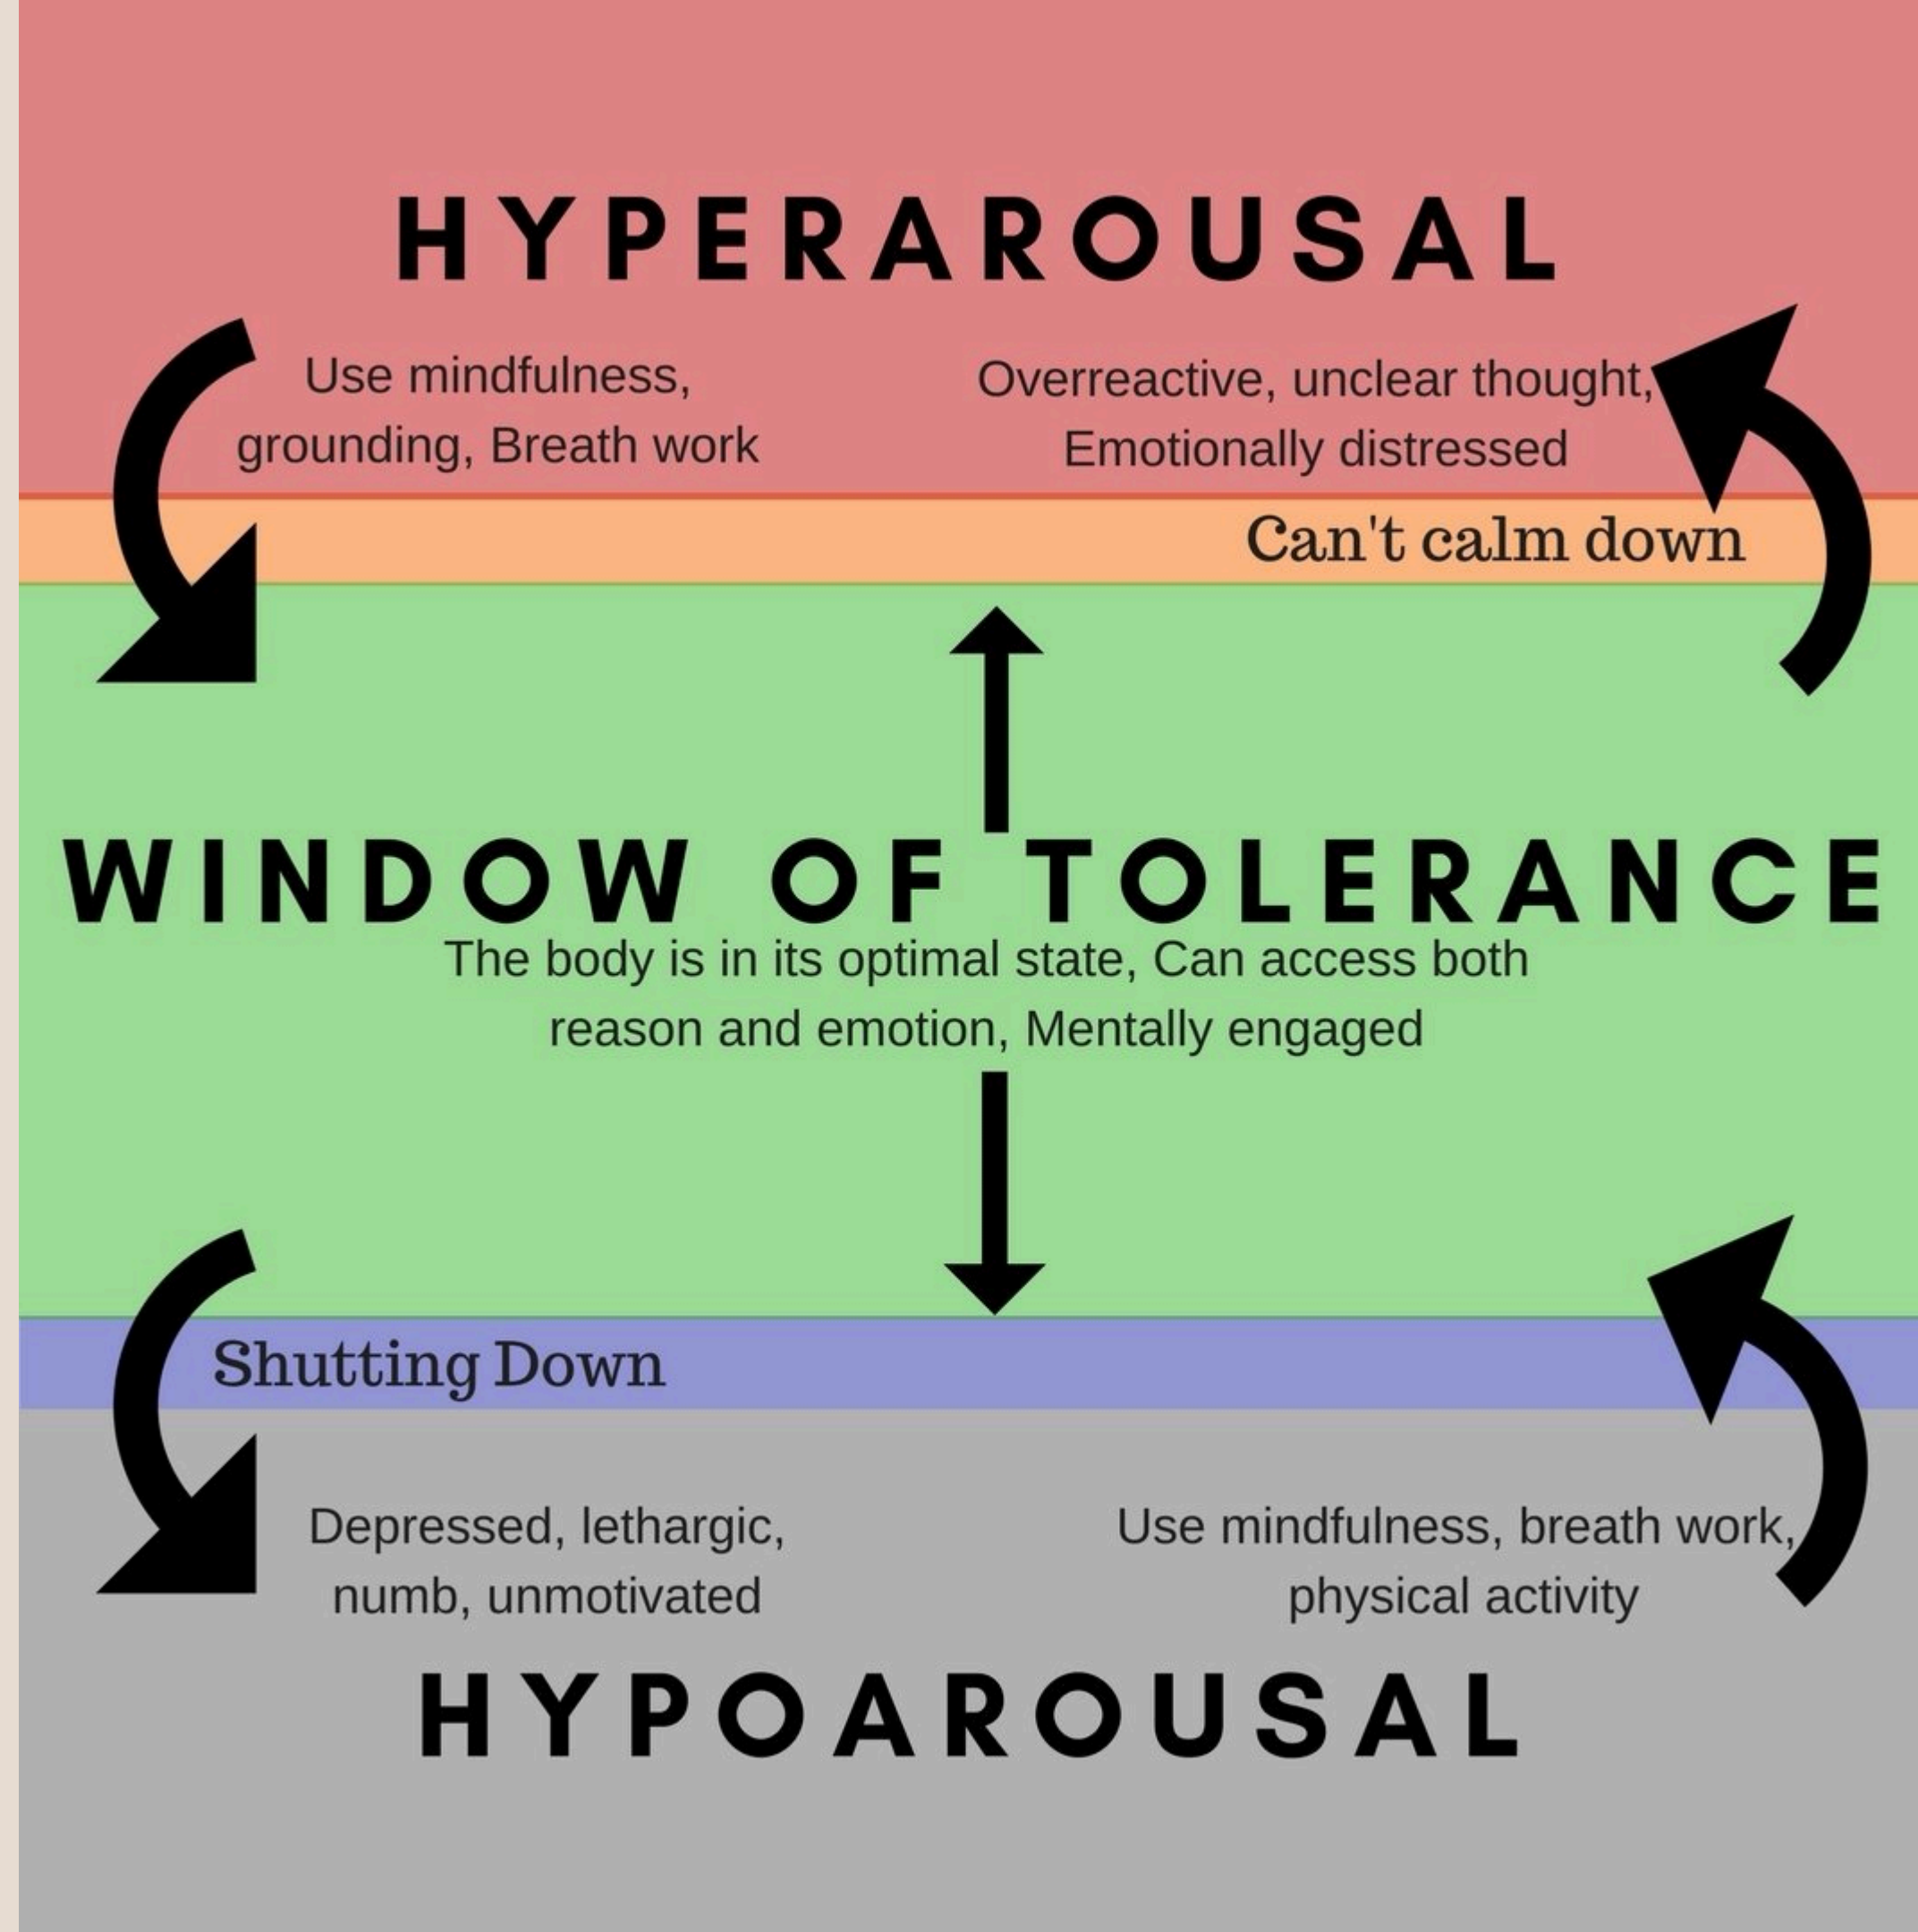 HYPERAROUSAL
Use mindfulness,
grounding, Breath work
Overreactive, unclear thought,
Emotionally distressed
Can't calm down
WINDOW OF TOLERANCE
The body is in its optimal state, Can access both
reason and emotion, Mentally engaged
Shutting Down
Depressed, lethargic,
numb, unmotivated
Use mindfulness, breath work,
physical activity
HYPOAROUSAL